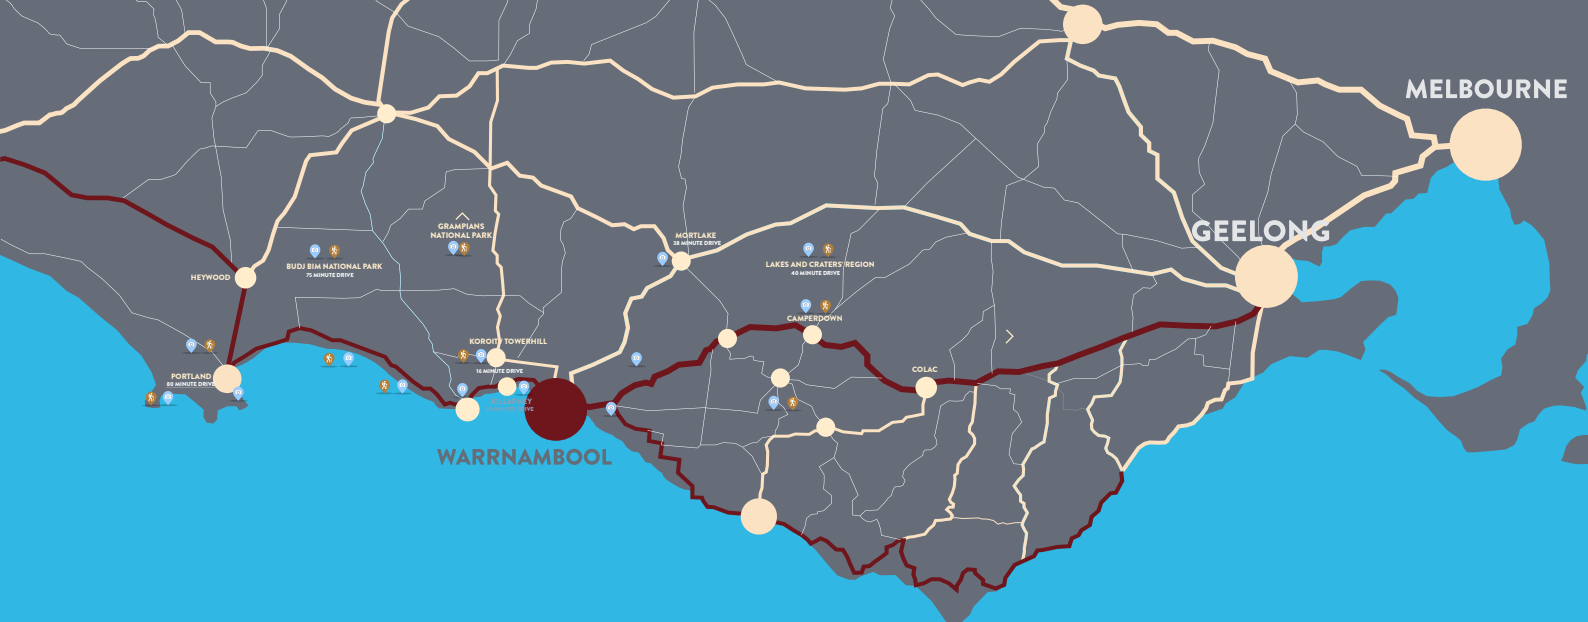 MELBOURNE
GEELONG
GRAMPIANS
NATIONAL PARK
MORTLAKE
38 MINUTE DRIVE
BUDJ BIM NATIONAL PARK
75 MINUTE DRIVE
LAKES AND CRATERS REGION
40 MINUTE DRIVE
HEYWOOD
CAMPERDOWN
KOROIT / TOWERHILL
16 MINUTE DRIVE
COLAC
PORTLAND
80 MINUTE DRIVE
WARRNAMBOOL